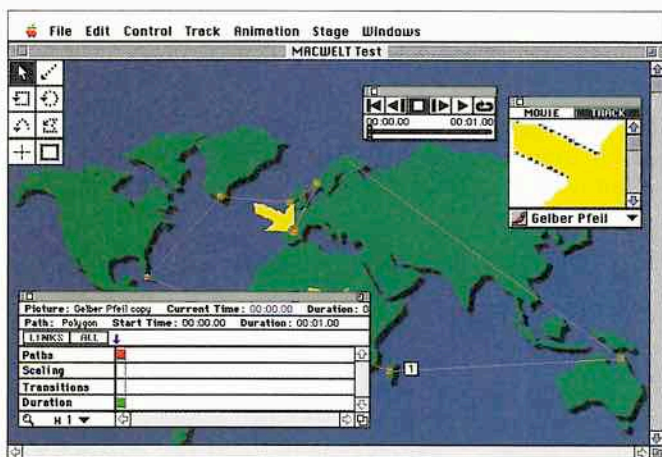 File Edit Control Track Animation Stage Windows
MACWELT Test
00:00.00 00:01.00
MOVIE TRACK
Gelber Pfeil
Picture: Gelber Pfeil copy Current Time: 00:00.00 Duration: 0
Path: Polygon Start Time: 00:00.00 Duration: 00:01.00
LINKS ALL
Paths
Scaling
Transitions
Duration
H 1
1